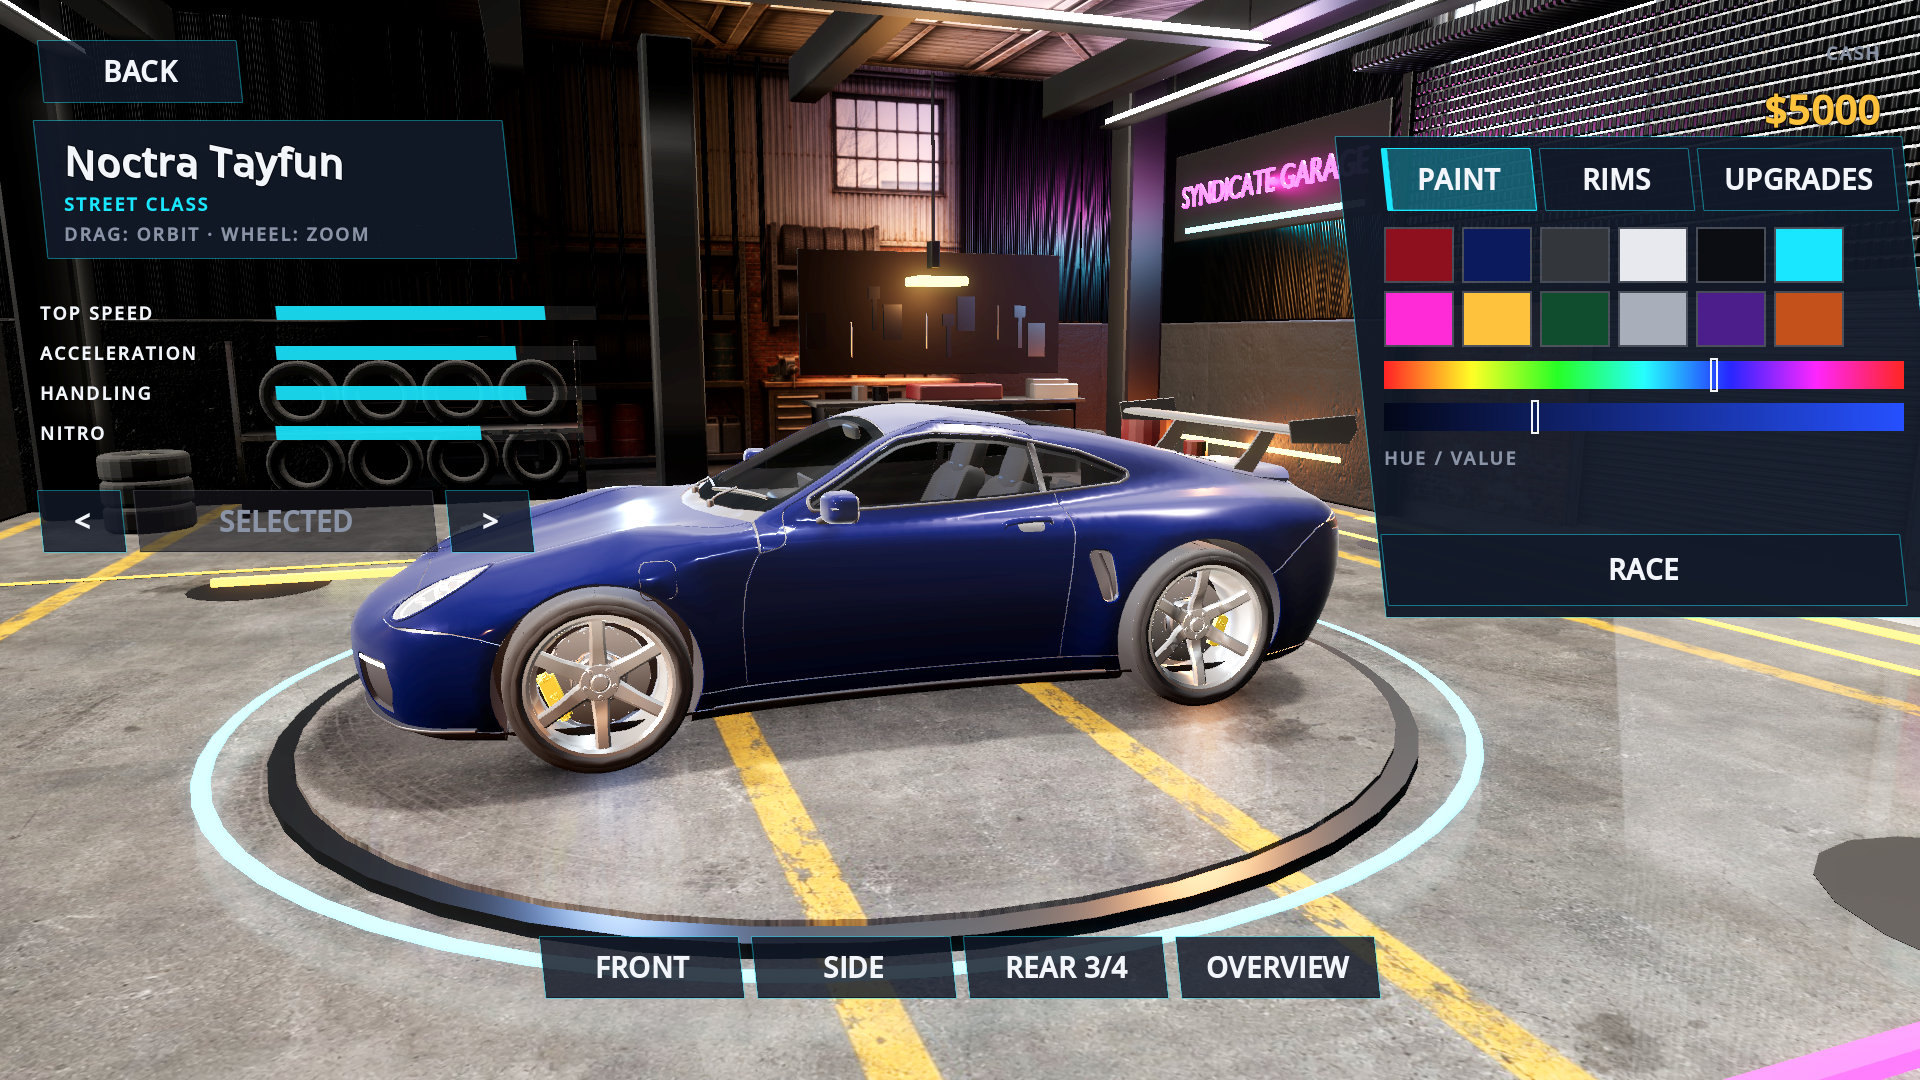 BACK
Noctra Tayfun
STREET CLASS
DRAG: ORBIT · WHEEL: ZOOM
TOP SPEED
ACCELERATION
HANDLING
NITRO
<
SELECTED
>
SYNDICATE GARAGE
CASH
$5000
PAINT
RIMS
UPGRADES
HUE / VALUE
RACE
FRONT
SIDE
REAR 3/4
OVERVIEW